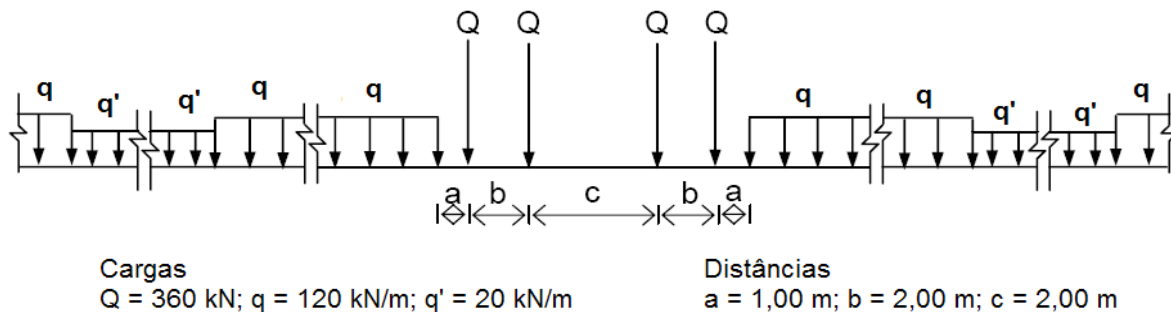 Q Q Q Q
q q' q' q q q q q' q' q
a b c b a
Cargas
Q = 360 kN; q = 120 kN/m; q' = 20 kN/m
Distâncias
a = 1,00 m; b = 2,00 m; c = 2,00 m